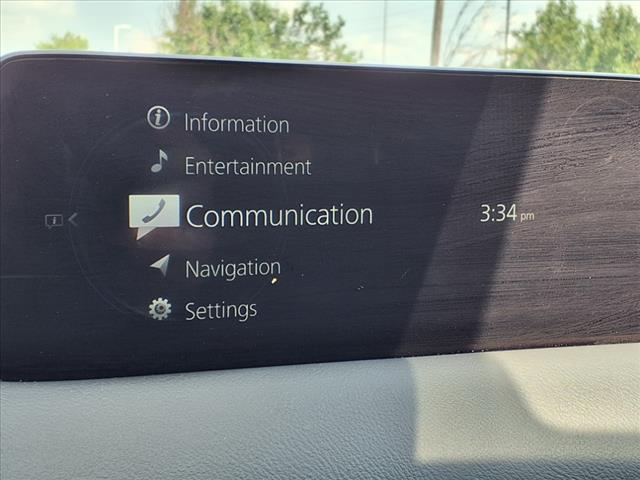 Information
Entertainment
Communication
3:34 pm
Navigation
Settings